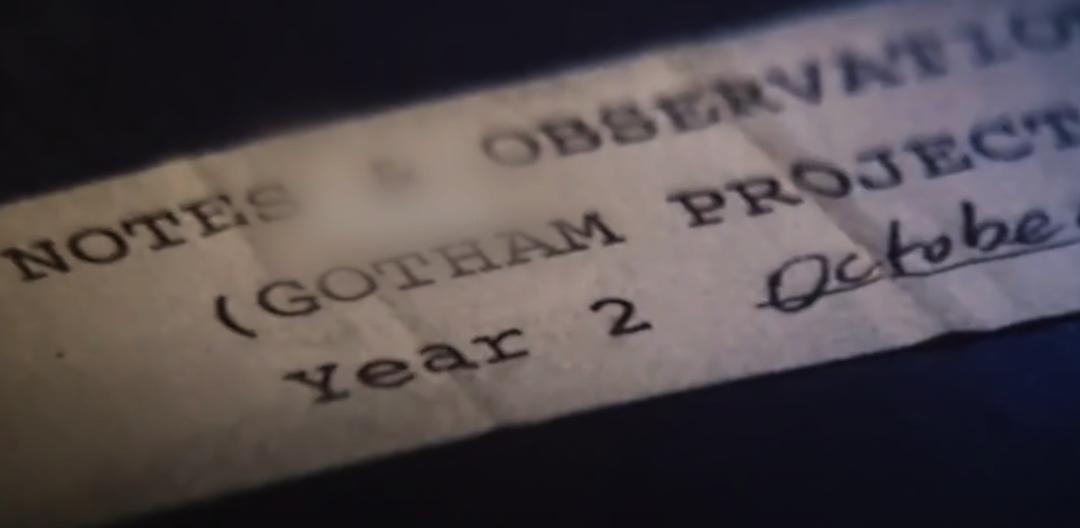 NOTES & OBSERVATIO
(GOTHAM PROJECT
Year 2 Octobe